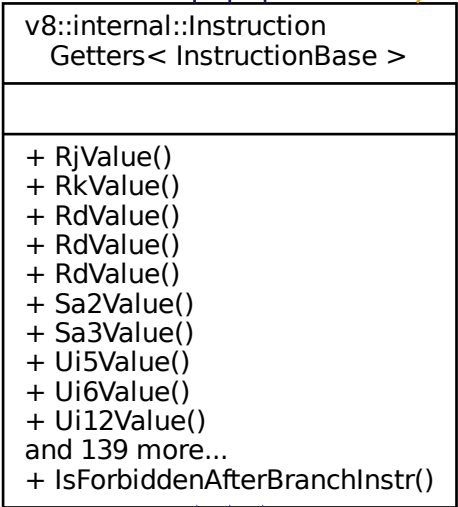 v8::internal::Instruction
Getters< InstructionBase >
+ RjValue()
+ RkValue()
+ RdValue()
+ RdValue()
+ RdValue()
+ Sa2Value()
+ Sa3Value()
+ Ui5Value()
+ Ui6Value()
+ Ui12Value()
and 139 more...
+ IsForbiddenAfterBranchInstr()